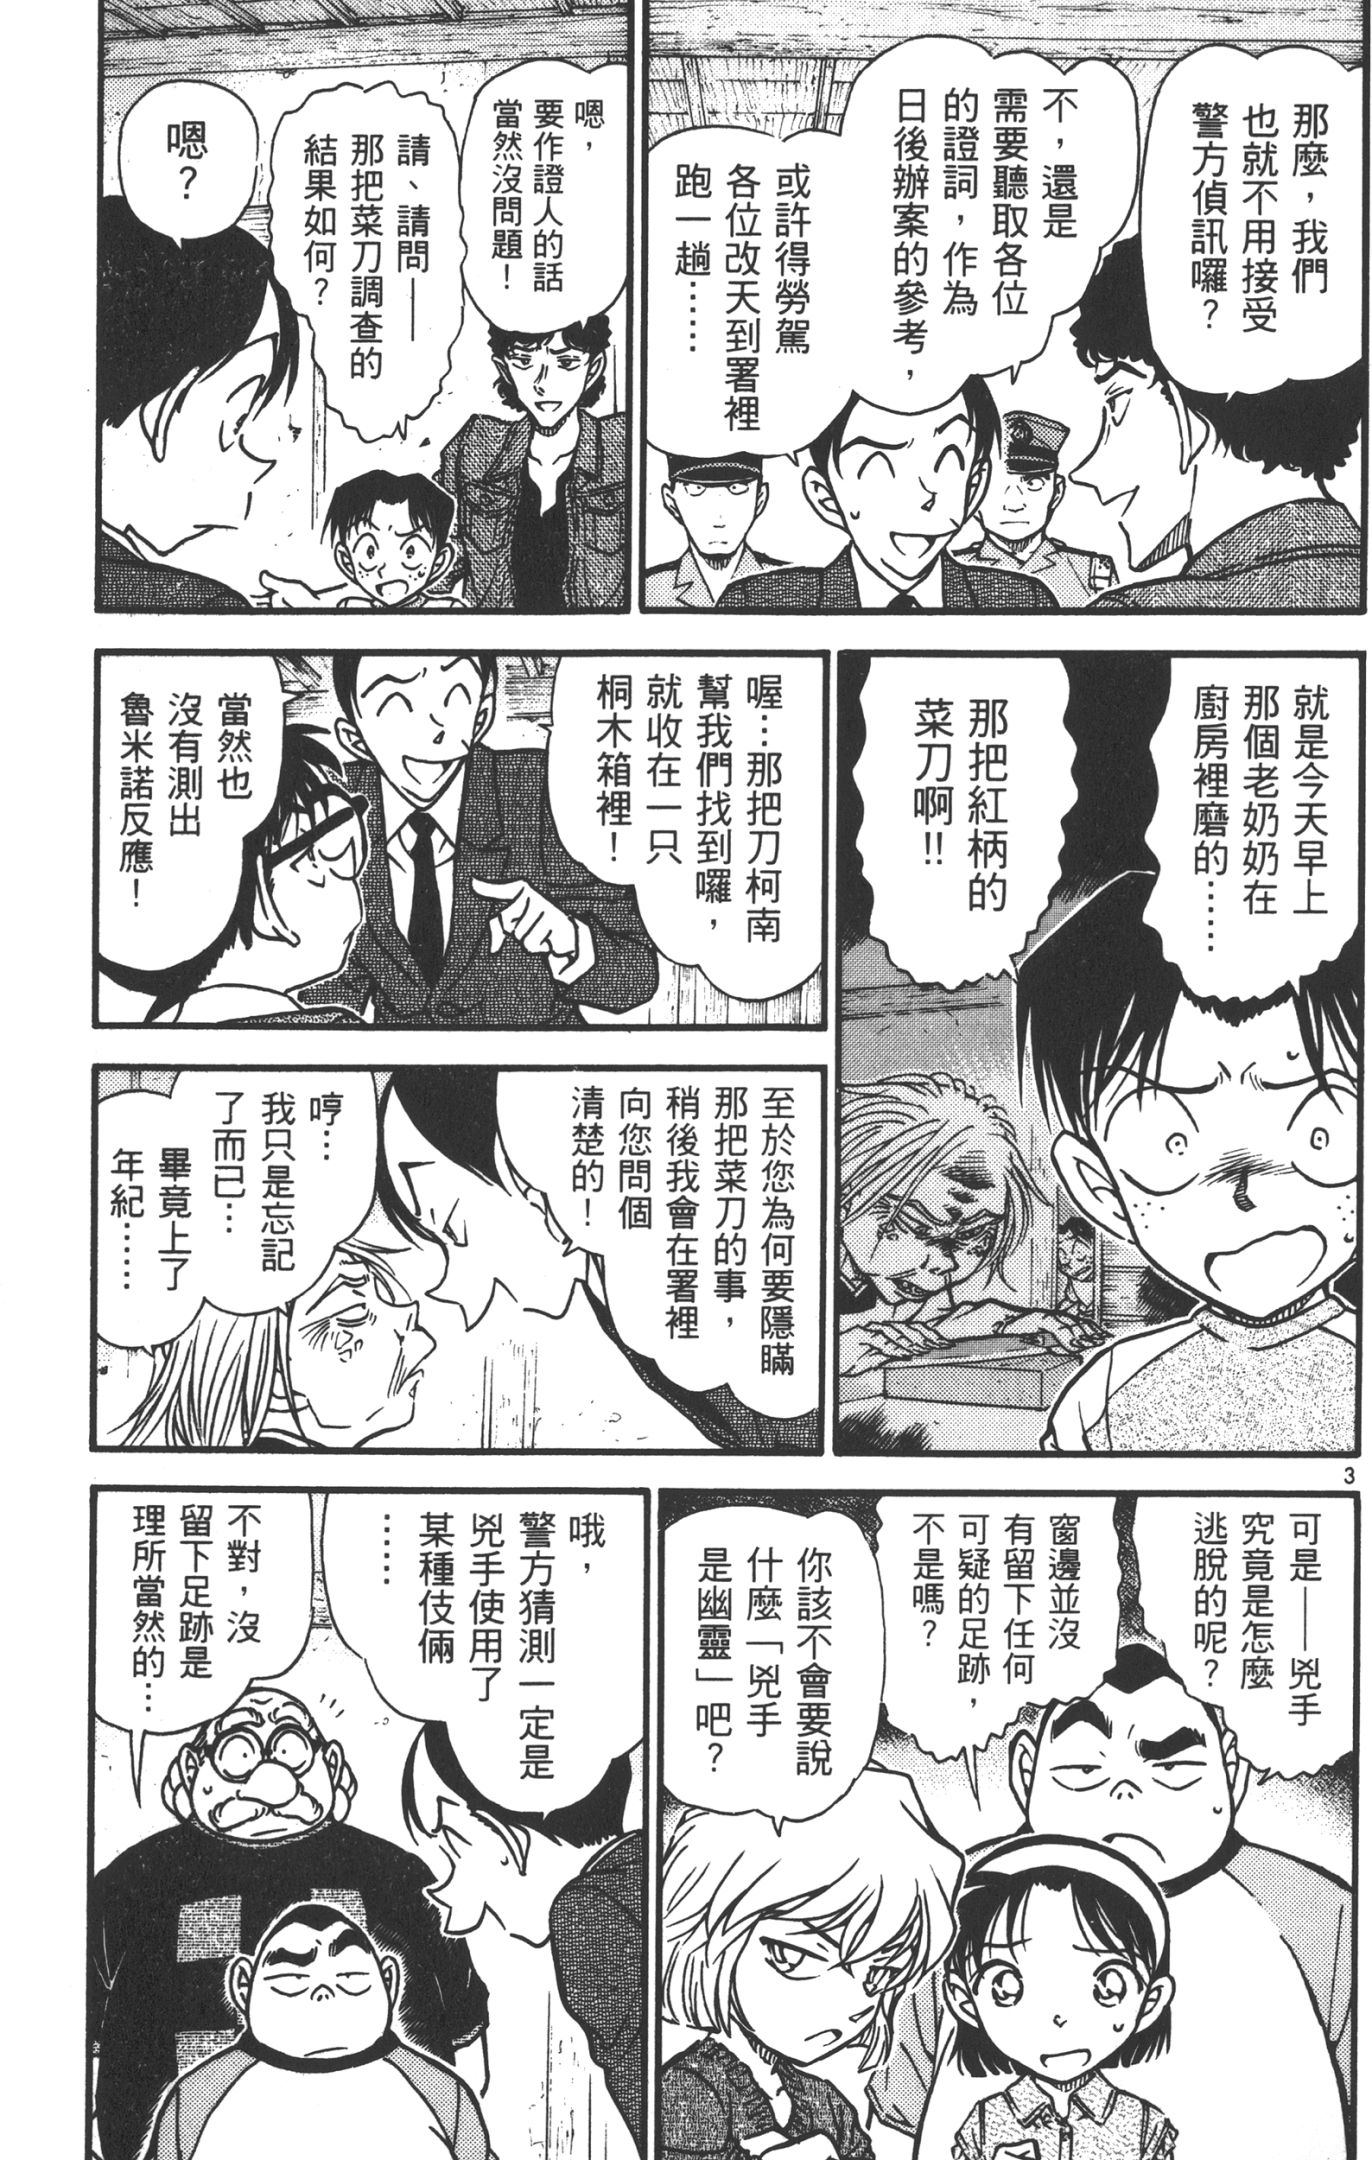 那麼，我們
也就不用接受
警方偵訊囉？
不，還是
需要聽取各位
的證詞，作為
日後辦案的參考，
或許得勞駕
各位改天到署裡
跑一趟……
嗯，
要作證人的話
當然沒問題！
請、請問——
那把菜刀調查的
結果如何？
嗯？
就是今天早上
那個老奶奶在
廚房裡磨的……
那把紅柄的
菜刀啊!!
喔…那把刀柯南
幫我們找到囉，
就收在一只
桐木箱裡！
當然也
沒有測出
魯米諾反應！
至於您為何要隱瞞
那把菜刀的事，
稍後我會在署裡
向您問個
清楚的！
哼…
我只是忘記
了而已…
畢竟上了
年紀……
3
可是——兇手
究竟是怎麼
逃脫的呢？
窗邊並沒
有留下任何
可疑的足跡，
不是嗎？
你該不會要說
什麼「兇手
是幽靈」吧？
哦，
警方猜測一定是
兇手使用了
某種伎倆
……
不對，沒
留下足跡是
理所當然的…